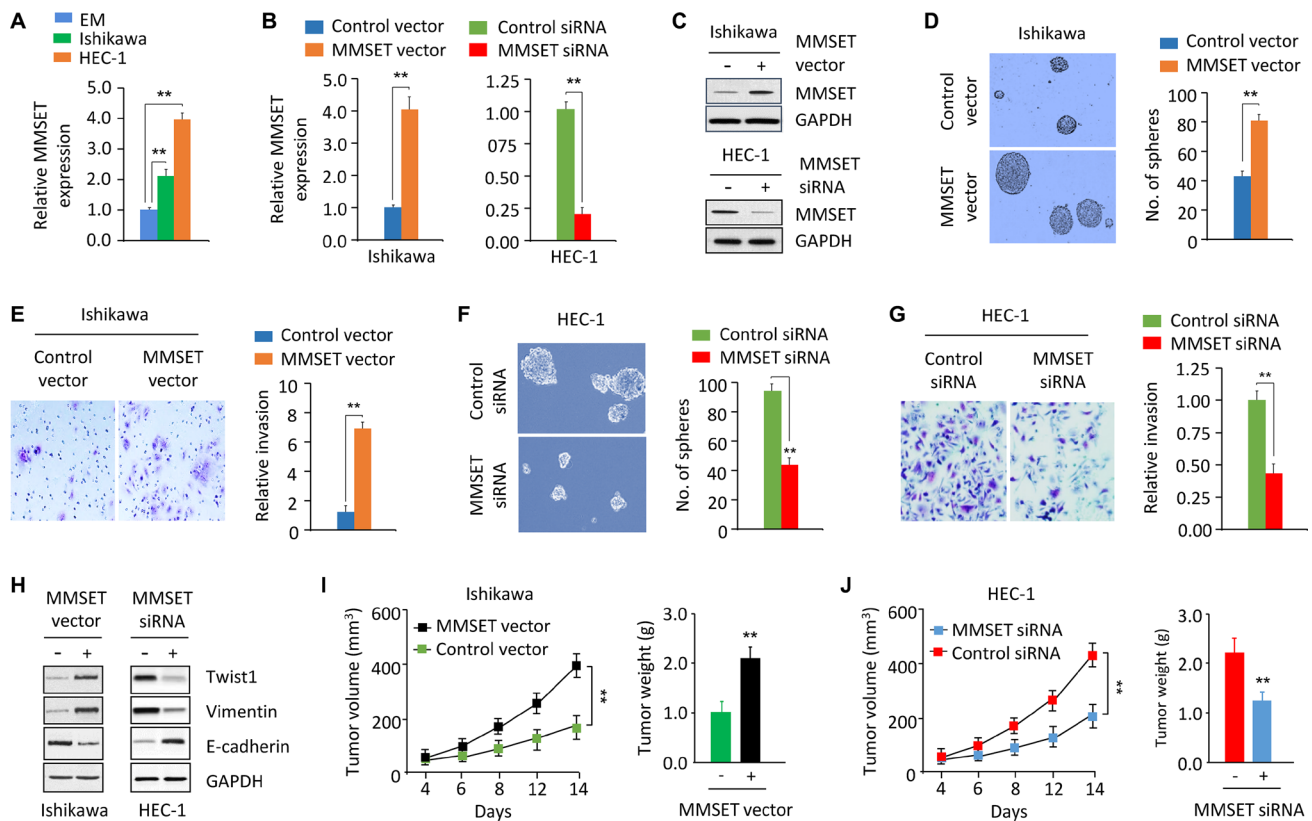 A
EM
Ishikawa
HEC-1
Relative MMSET
expression
5.0
4.0
3.0
2.0
1.0
0.0
**
**
B
Control vector
MMSET vector
Control siRNA
MMSET siRNA
Relative MMSET
expression
5.0
4.0
3.0
2.0
1.0
0.0
**
Ishikawa
1.25
1.00
0.75
0.50
0.25
0.00
**
HEC-1
C
Ishikawa
MMSET
vector
- +
MMSET
GAPDH
HEC-1
MMSET
siRNA
- +
MMSET
GAPDH
D
Ishikawa
Control
vector
MMSET
vector
Control vector
MMSET vector
No. of spheres
100
80
60
40
20
0
**
E
Ishikawa
Control
vector
MMSET
vector
Control vector
MMSET vector
Relative invasion
10
8
6
4
2
0
**
F
HEC-1
Control
siRNA
MMSET
siRNA
Control siRNA
MMSET siRNA
No. of spheres
100
80
60
40
20
0
**
G
HEC-1
Control
siRNA
MMSET
siRNA
Control siRNA
MMSET siRNA
Relative invasion
1.25
1.00
0.75
0.50
0.25
0.00
**
H
MMSET
vector
MMSET
siRNA
- + - +
Twist1
Vimentin
E-cadherin
GAPDH
Ishikawa HEC-1
I
Ishikawa
Tumor volume (mm³)
600
400
200
0
MMSET vector
Control vector
**
4 6 8 12 14
Days
Tumor weight (g)
3.0
2.0
1.0
0.0
**
- +
MMSET vector
J
HEC-1
Tumor volume (mm³)
600
400
200
0
MMSET siRNA
Control siRNA
**
4 6 8 12 14
Days
Tumor weight (g)
3.0
2.0
1.0
0.0
**
- +
MMSET siRNA